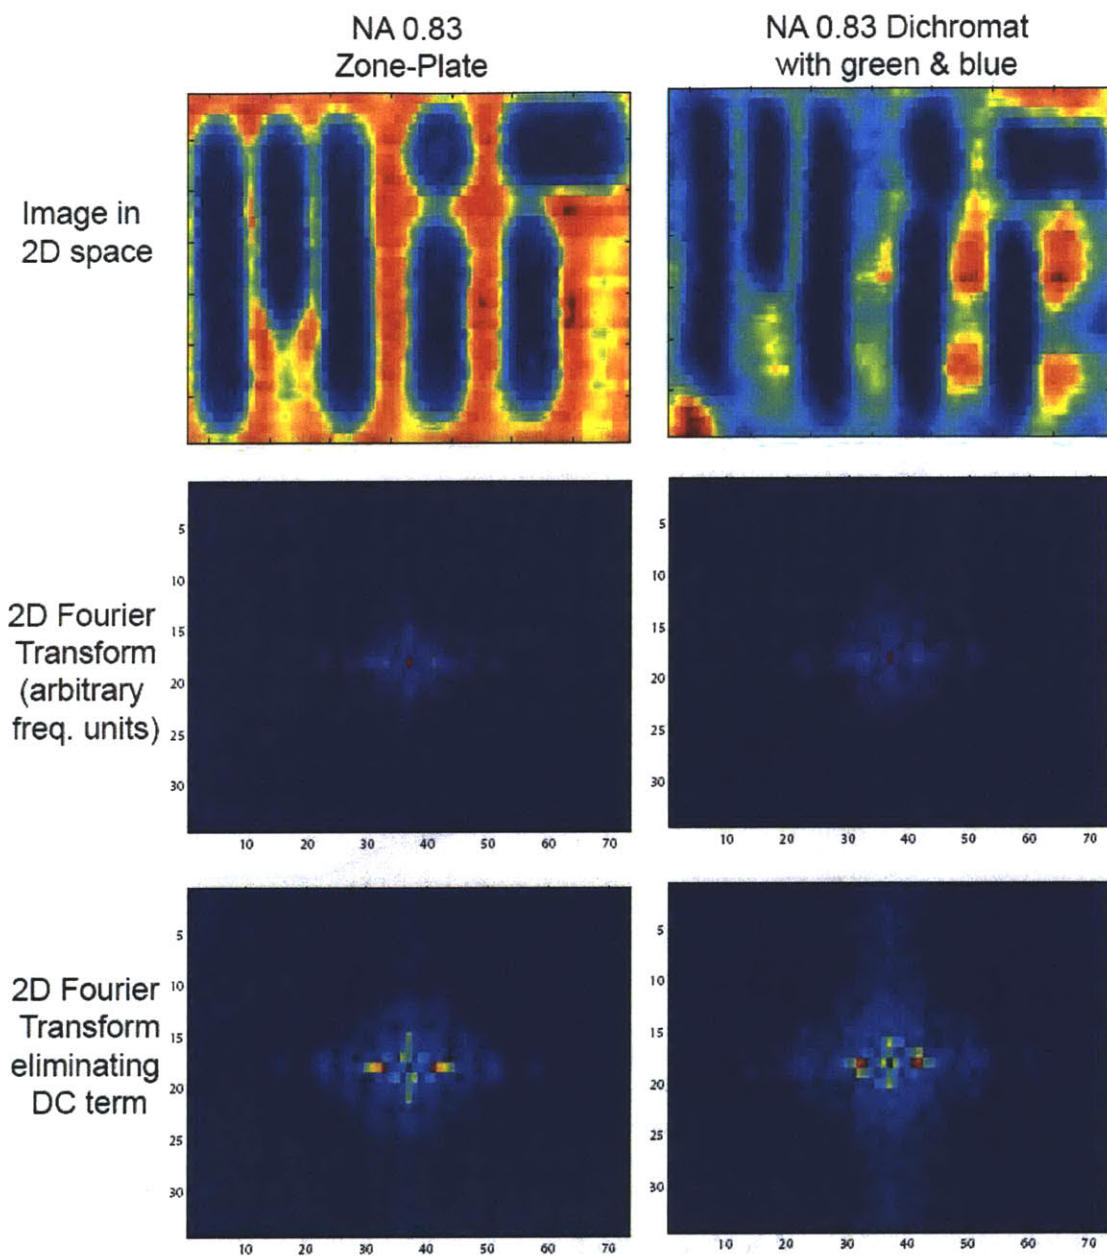 NA 0.83
Zone-Plate
NA 0.83 Dichromat
with green & blue
Image in
2D space
2D Fourier
Transform
(arbitrary
freq. units)
5
10
15
20
25
30
10 20 30 40 50 60 70
5
10
15
20
25
30
10 20 30 40 50 60 70
2D Fourier
Transform
eliminating
DC term
5
10
15
20
25
30
10 20 30 40 50 60 70
5
10
15
20
25
30
10 20 30 40 50 60 70